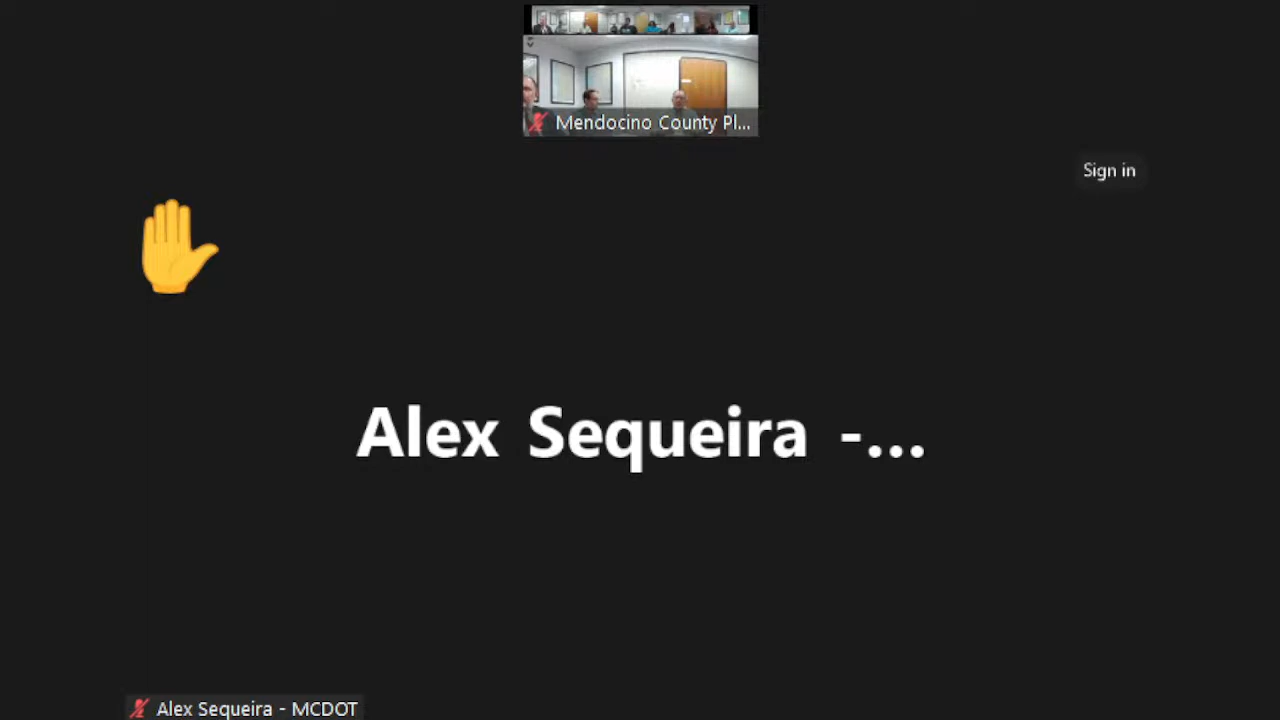 Mendocino County Pl...
Sign in
Alex Sequeira -...
Alex Sequeira - MCDOT